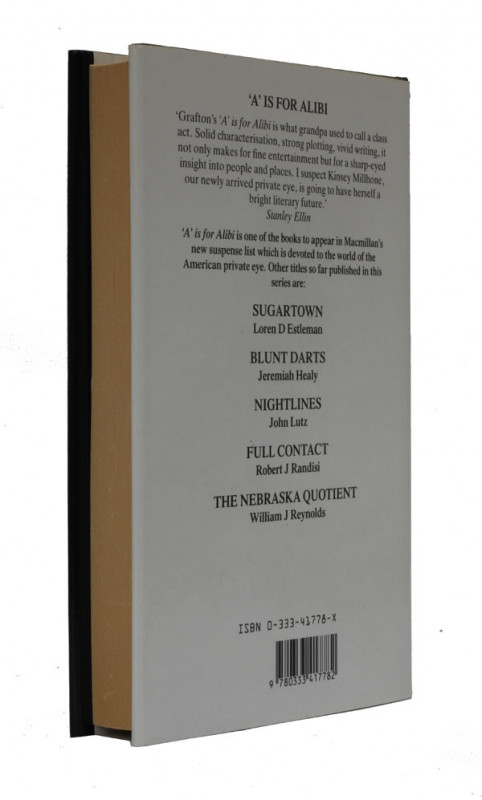 'A' IS FOR ALIBI
'Grafton's 'A' is for Alibi is what grandpa used to call a class
act. Solid characterisation, strong plotting, vivid writing, it
not only makes for fine entertainment but for a sharp-eyed
insight into people and places. I suspect Kinsey Millhone,
our newly arrived private eye, is going to have herself a
bright literary future.'
Stanley Ellin
'A' is for Alibi is one of the books to appear in Macmillan's
new suspense list which is devoted to the world of the
American private eye. Other titles so far published in this
series are:
SUGARTOWN
Loren D Estleman
BLUNT DARTS
Jeremiah Healy
NIGHTLINES
John Lutz
FULL CONTACT
Robert J Randisi
THE NEBRASKA QUOTIENT
William J Reynolds
ISBN 0-333-41778-X
9 780333 417782